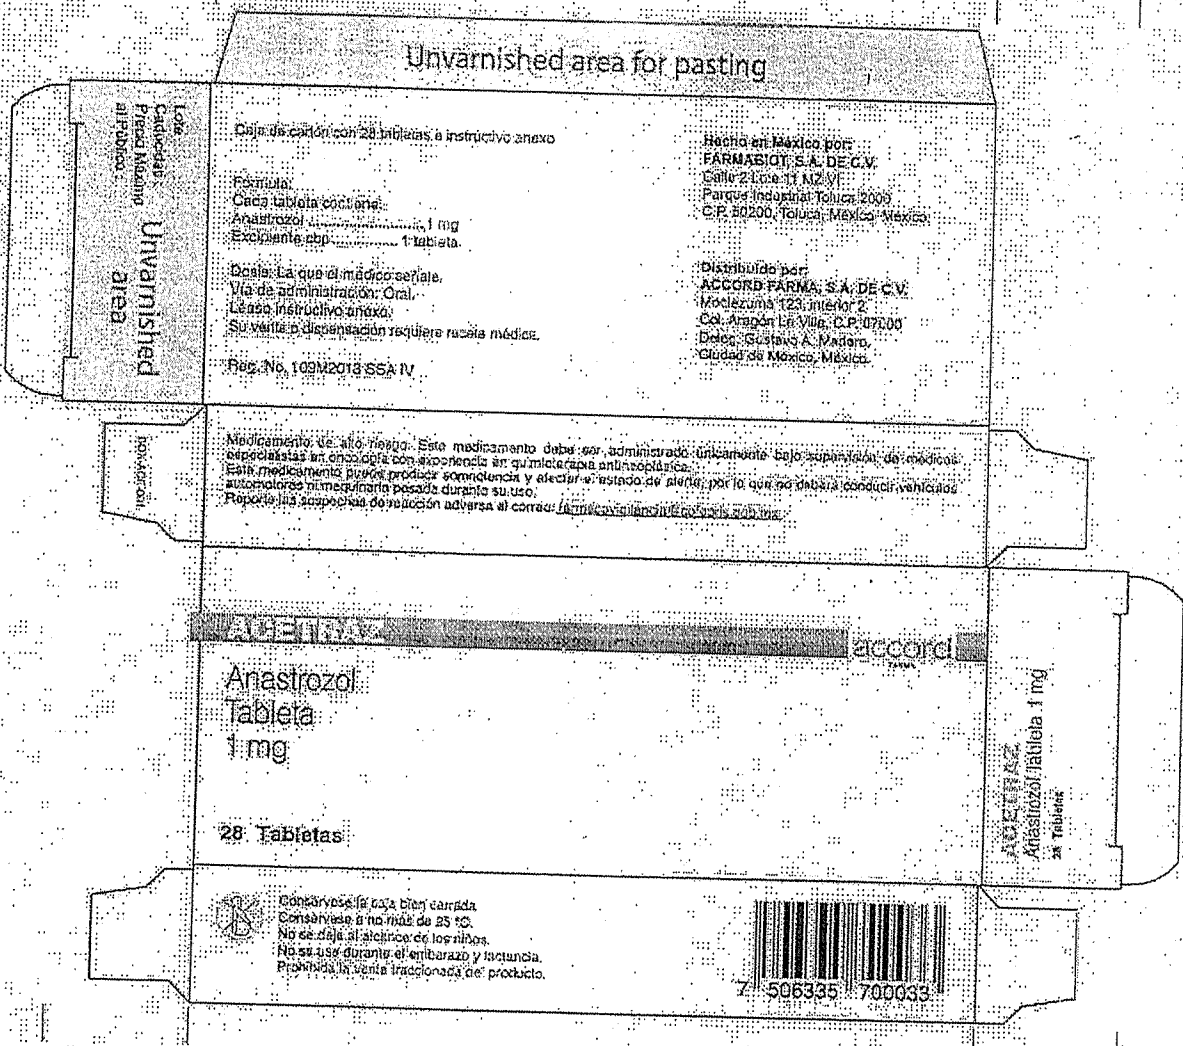 Unvarnished area for pasting
Lote
Caducidad:
Precio Máximo
al Público:
Unvarnished
area
Caja de cartón con 28 tabletas e instructivo anexo
Fórmula:
Cada tableta contiene:
Anastrozol ........................ 1 mg
Excipiente cbp ................ 1 tableta.
Dosis: La que el médico señale.
Vía de administración: Oral.
Léase instructivo anexo.
Su venta o dispensación requiere receta médica.
Reg. No. 109M2013 SSA IV
Hecho en México por:
FARMABIOT, S.A. DE C.V.
Calle 2 Lote 11 MZ VI
Parque Industrial Toluca 2000
C.P. 50200, Toluca, México, México.
Distribuido por:
ACCORD FARMA, S.A. DE C.V.
Moctezuma 123, interior 2
Col. Aragón La Villa, C.P. 07000
Deleg. Gustavo A. Madero,
Ciudad de México, México.
Medicamento de alto riesgo. Este medicamento debe ser administrado únicamente bajo supervisión de médicos
especialistas en oncología con experiencia en quimioterapia antineoplásica.
Este medicamento puede producir somnolencia y afectar el estado de alerta, por lo que no deberá conducir vehículos
automotores ni maquinaria pesada durante su uso.
Reporte las sospechas de reacción adversa al correo: farmacovigilancia@cofepris.gob.mx
accord
FARMA
Anastrozol
Tableta
1 mg
28 Tabletas
Anastrozol Tableta 1 mg
28 Tabletas
Consérvese la caja bien cerrada.
Consérvese a no más de 25 °C.
No se deje al alcance de los niños.
No se use durante el embarazo y lactancia.
Prohibida la venta fraccionada del producto.
7 506335 700033